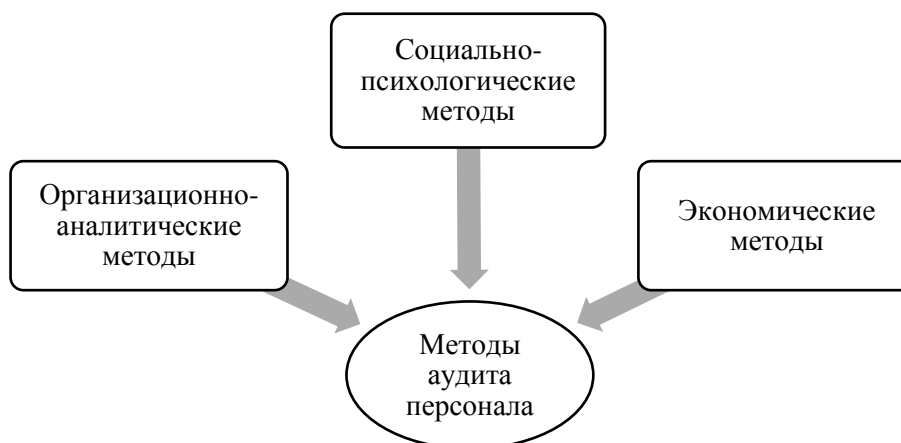 Социально-
психологические
методы
Организационно-
аналитические
методы
Экономические
методы
Методы
аудита
персонала